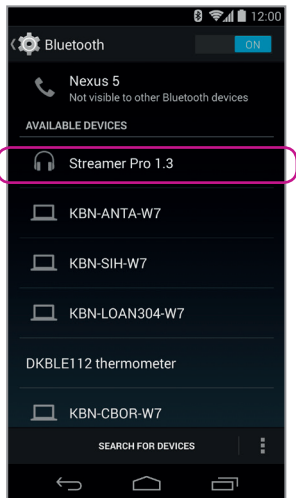 12:00
Bluetooth
ON
Nexus 5
Not visible to other Bluetooth devices
AVAILABLE DEVICES
Streamer Pro 1.3
KBN-ANTA-W7
KBN-SIH-W7
KBN-LOAN304-W7
DKBLE112 thermometer
KBN-CBOR-W7
SEARCH FOR DEVICES